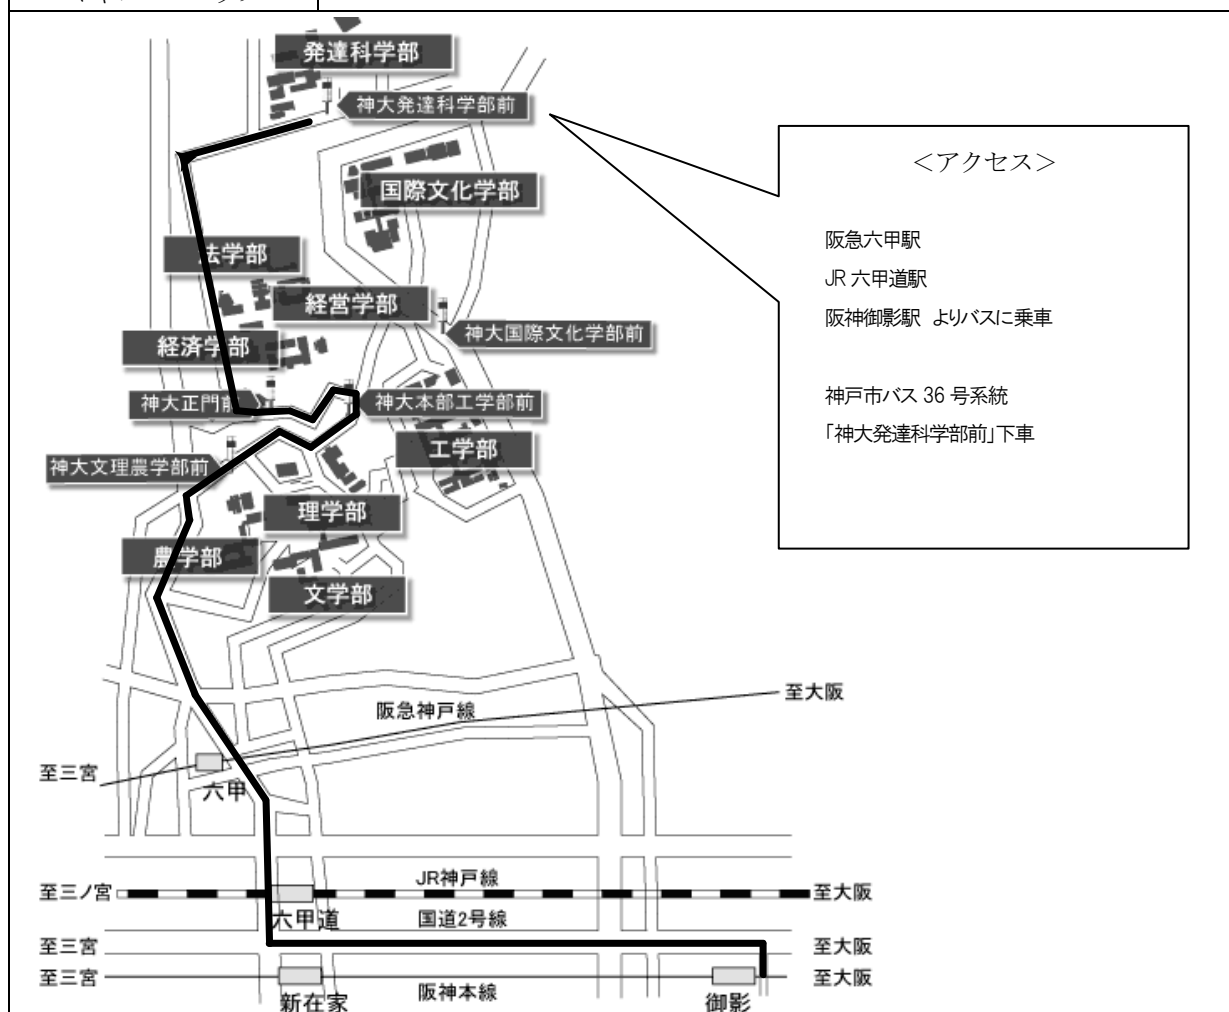 発達科学部
神大発達科学部前
国際文化学部
法学部
経営学部
神大国際文化学部前
経済学部
神大正門前
神大本部工学部前
工学部
神大文理農学部前
理学部
農学部
文学部
阪急神戸線
至大阪
至三宮
六甲
JR神戸線
至三ノ宮
至大阪
六甲道
国道2号線
至三宮
至大阪
至三宮
至大阪
新在家
阪神本線
御影
＜アクセス＞
阪急六甲駅
JR 六甲道駅
阪神御影駅 よりバスに乗車
神戸市バス 36 号系統
「神大発達科学部前」下車